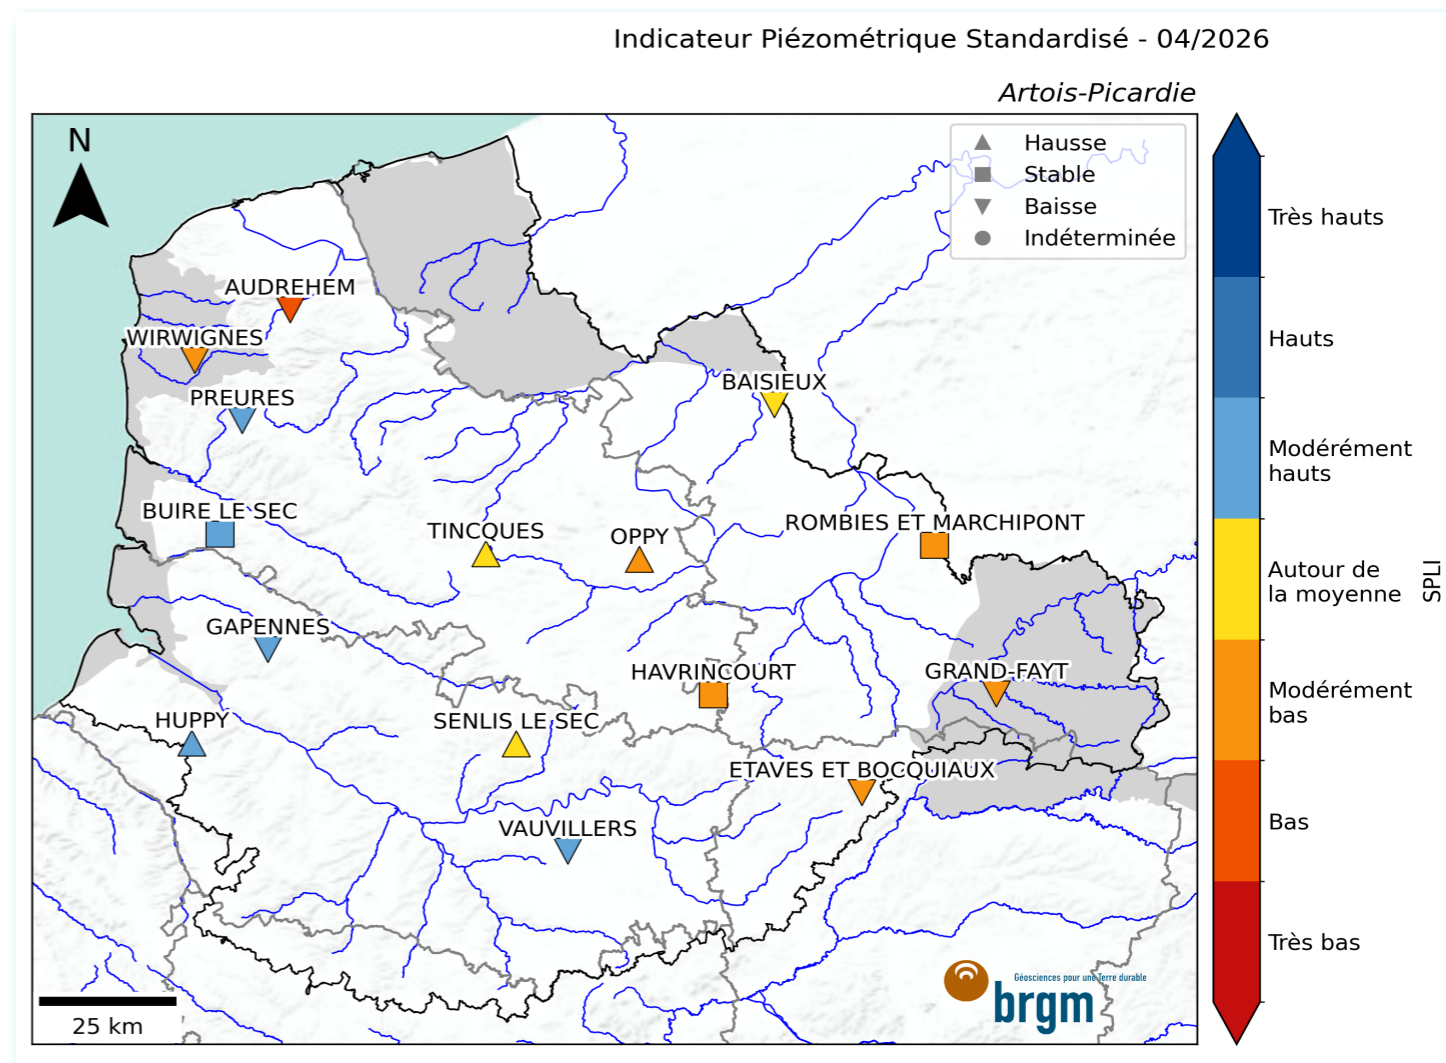 Indicateur Piézométrique Standardisé - 04/2026
Artois-Picardie
N
Hausse
Stable
Baisse
Indéterminée
AUDREHEM
WIRWIGNES
PREURES
BAISIEUX
BUIRE LE SEC
TINCQUES
OPPY
ROMBIES ET MARCHIPONT
GAPENNES
HAVRINCOURT
GRAND-FAYT
HUPPY
SENLIS LE SEC
ETAVES ET BOCQUIAUX
VAUVILLERS
25 km
Géosciences pour une Terre durable
brgm
Très hauts
Hauts
Modérément
hauts
Autour de
la moyenne
Modérément
bas
Bas
Très bas
SPLI